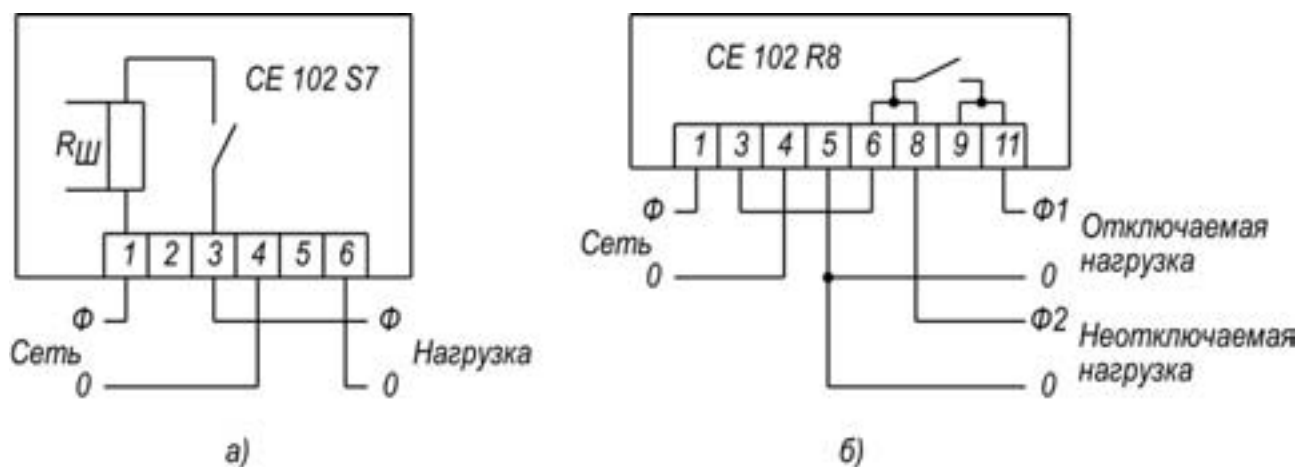 CE 102 S7
RШ
1 2 3 4 5 6
Ф Ф
Сеть Нагрузка
0 0
а)
CE 102 R8
1 3 4 5 6 8 9 11
Ф Ф1
Сеть Отключаемая
нагрузка
0 0
Ф2
Неотключаемая
нагрузка
0
б)